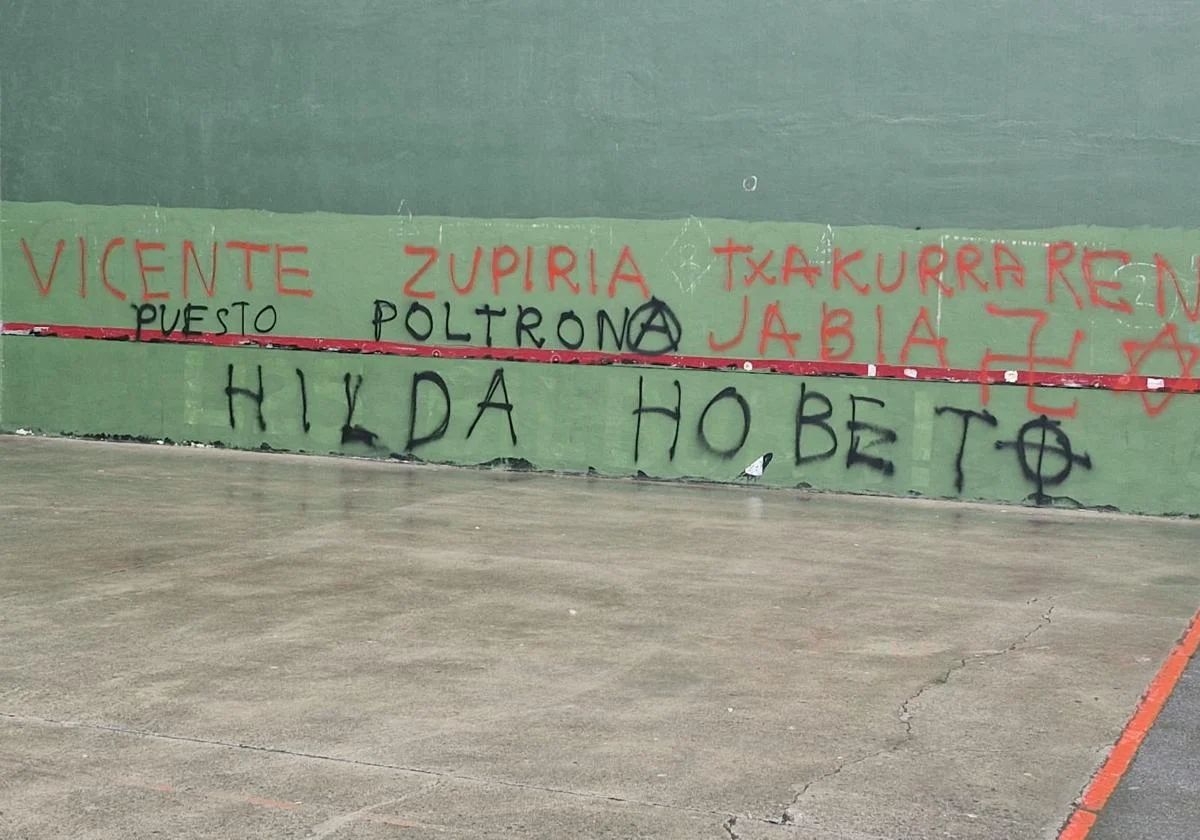 VICENTE ZUPIRIA TXAKURRAREN
PUESTO POLTRONA JABIA
HILDA HOBETO